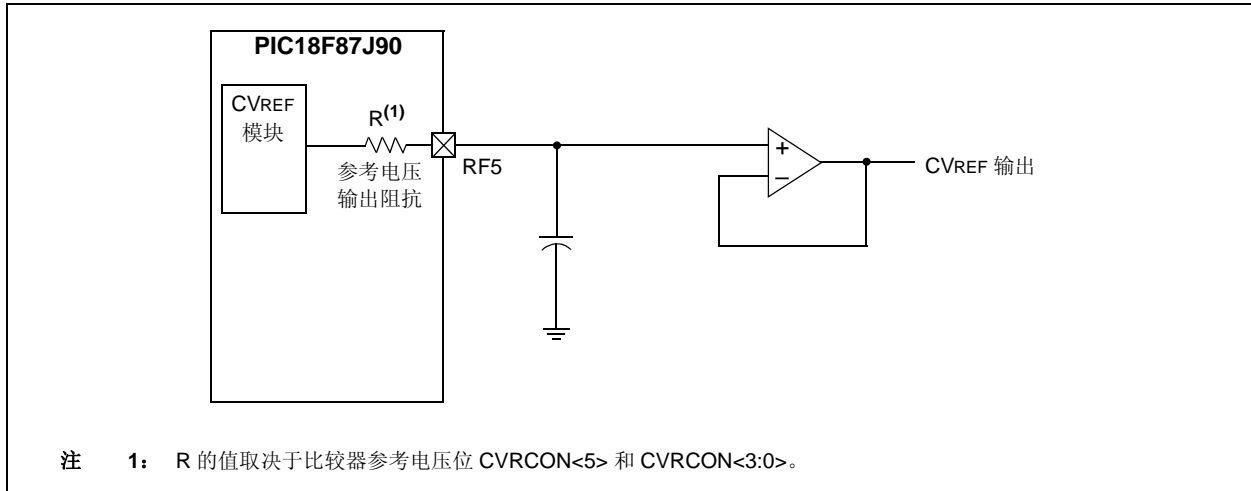 PIC18F87J90
CVREF
模块
R(1)
参考电压
输出阻抗
RF5
+
–
CVREF 输出
注 1： R 的值取决于比较器参考电压位 CVRCON<5> 和 CVRCON<3:0>。